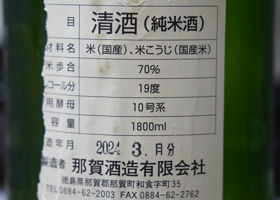 目 清酒(純米酒)
材料名 米(国産)、米こうじ(国産米)
米歩合 70%
コール分 19度
用酵母 10号系
容量 1800ml
2024 3.月分
製造者 那賀酒造有限会社
徳島県那賀郡那賀町和食字町35
TEL 0884-62-2003 FAX 0884-62-2762